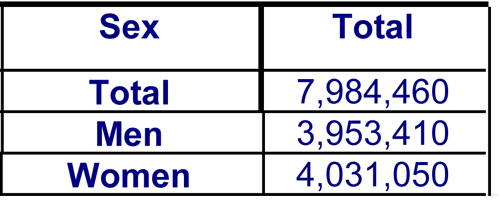 Sex Total
Total 7,984,460
Men 3,953,410
Women 4,031,050